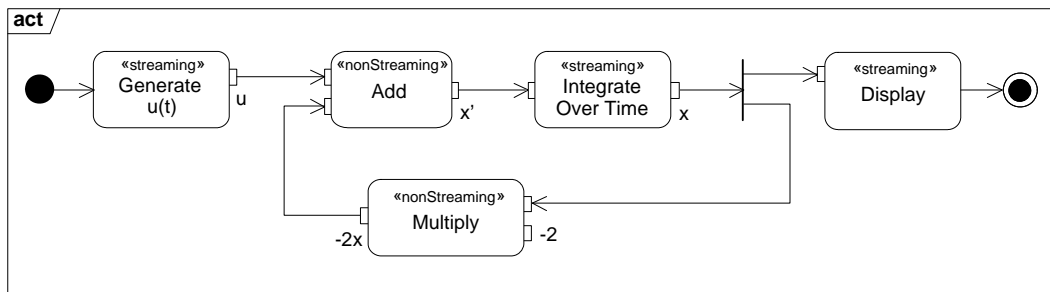 act
«streaming»
Generate
u(t)
u
«nonStreaming»
Add
x’
«streaming»
Integrate
Over Time
x
«streaming»
Display
«nonStreaming»
Multiply
-2x
-2